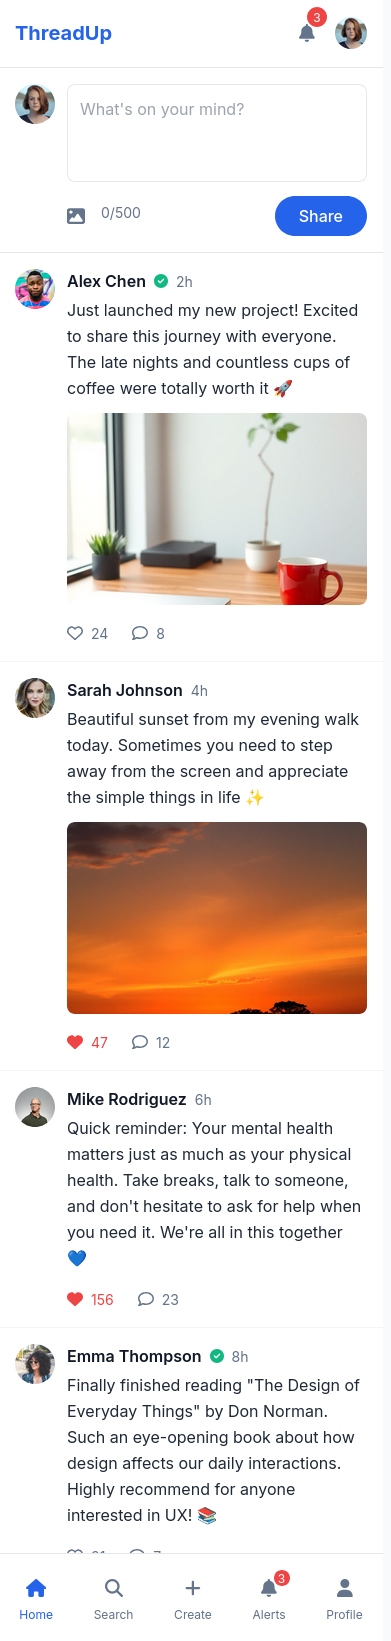 ThreadUp
3
What's on your mind?
0/500
Share
Alex Chen 2h
Just launched my new project! Excited
to share this journey with everyone.
The late nights and countless cups of
coffee were totally worth it 🚀
24 8
Sarah Johnson 4h
Beautiful sunset from my evening walk
today. Sometimes you need to step
away from the screen and appreciate
the simple things in life ✨
47 12
Mike Rodriguez 6h
Quick reminder: Your mental health
matters just as much as your physical
health. Take breaks, talk to someone,
and don't hesitate to ask for help when
you need it. We're all in this together
💙
156 23
Emma Thompson 8h
Finally finished reading "The Design of
Everyday Things" by Don Norman.
Such an eye-opening book about how
design affects our daily interactions.
Highly recommend for anyone
interested in UX! 📚
3
Home Search Create Alerts Profile